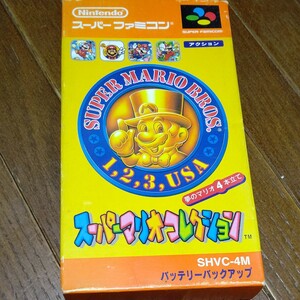 Nintendo
スーパーファミコン
SUPER FAMICOM
アクション
SUPER MARIO BROS.
1, 2, 3, USA
夢のマリオ4本立て
スーパーマリオコレクション TM
SHVC-4M
バッテリーバックアップ